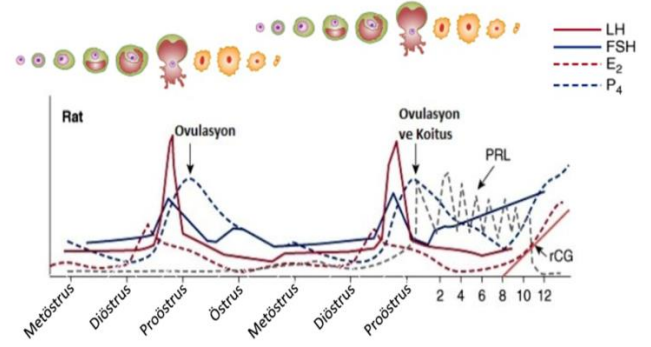 LH
FSH
E₂
P₄
Rat
Ovulasyon
Ovulasyon
ve Koitus
PRL
rCG
Metöstrus
Diöstrus
Proöstrus
Östrus
Metöstrus
Diöstrus
Proöstrus
2 4 6 8 10 12